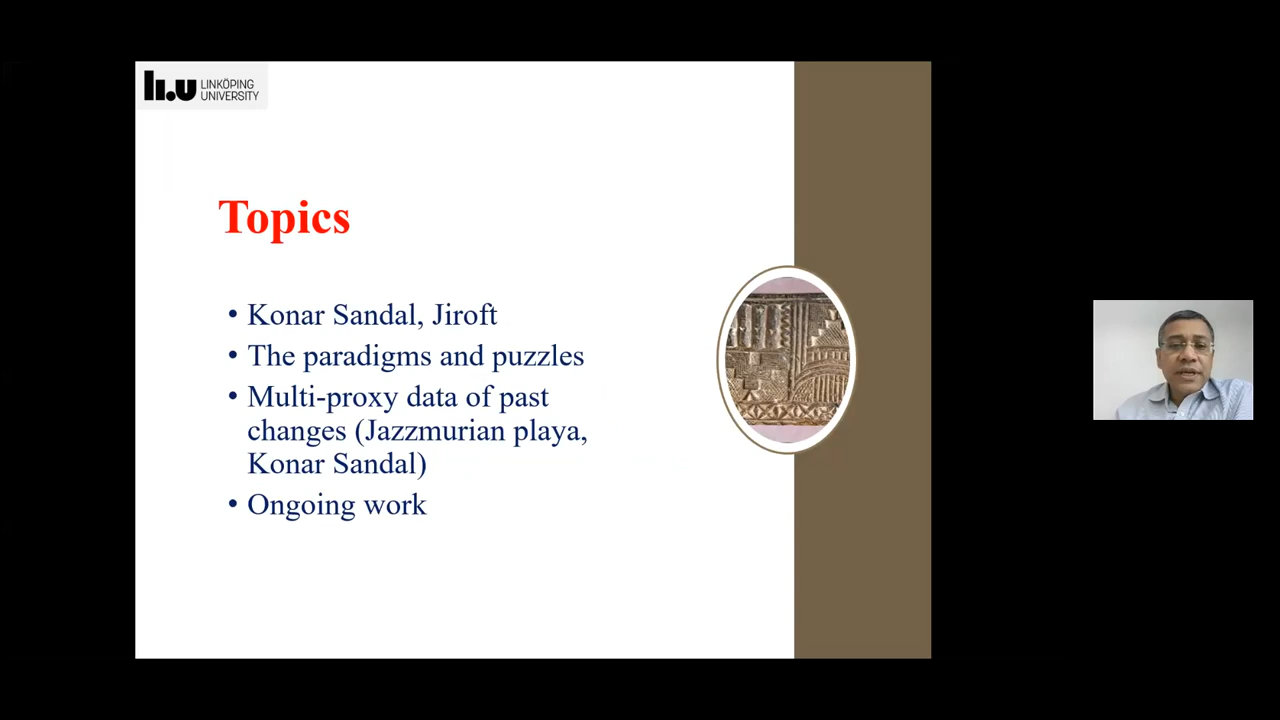 li.u LINKÖPING
UNIVERSITY
Topics
• Konar Sandal, Jiroft
• The paradigms and puzzles
• Multi-proxy data of past
changes (Jazzmurian playa,
Konar Sandal)
• Ongoing work